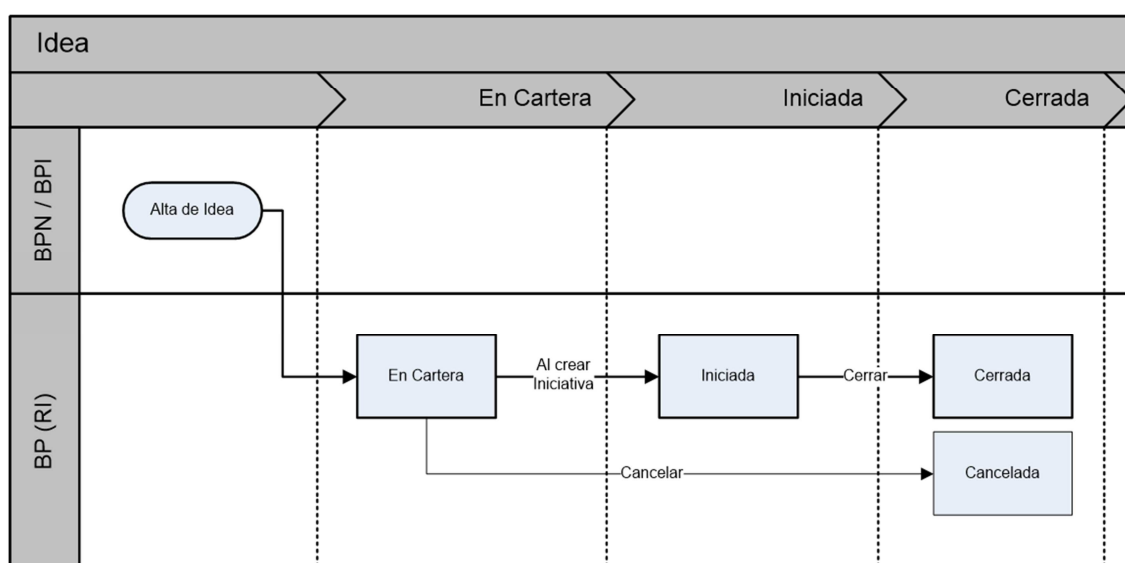 Idea
En Cartera
Iniciada
Cerrada
BPN / BPI
Alta de Idea
BP (RI)
En Cartera
Al crear
Iniciativa
Iniciada
Cerrar
Cerrada
Cancelar
Cancelada